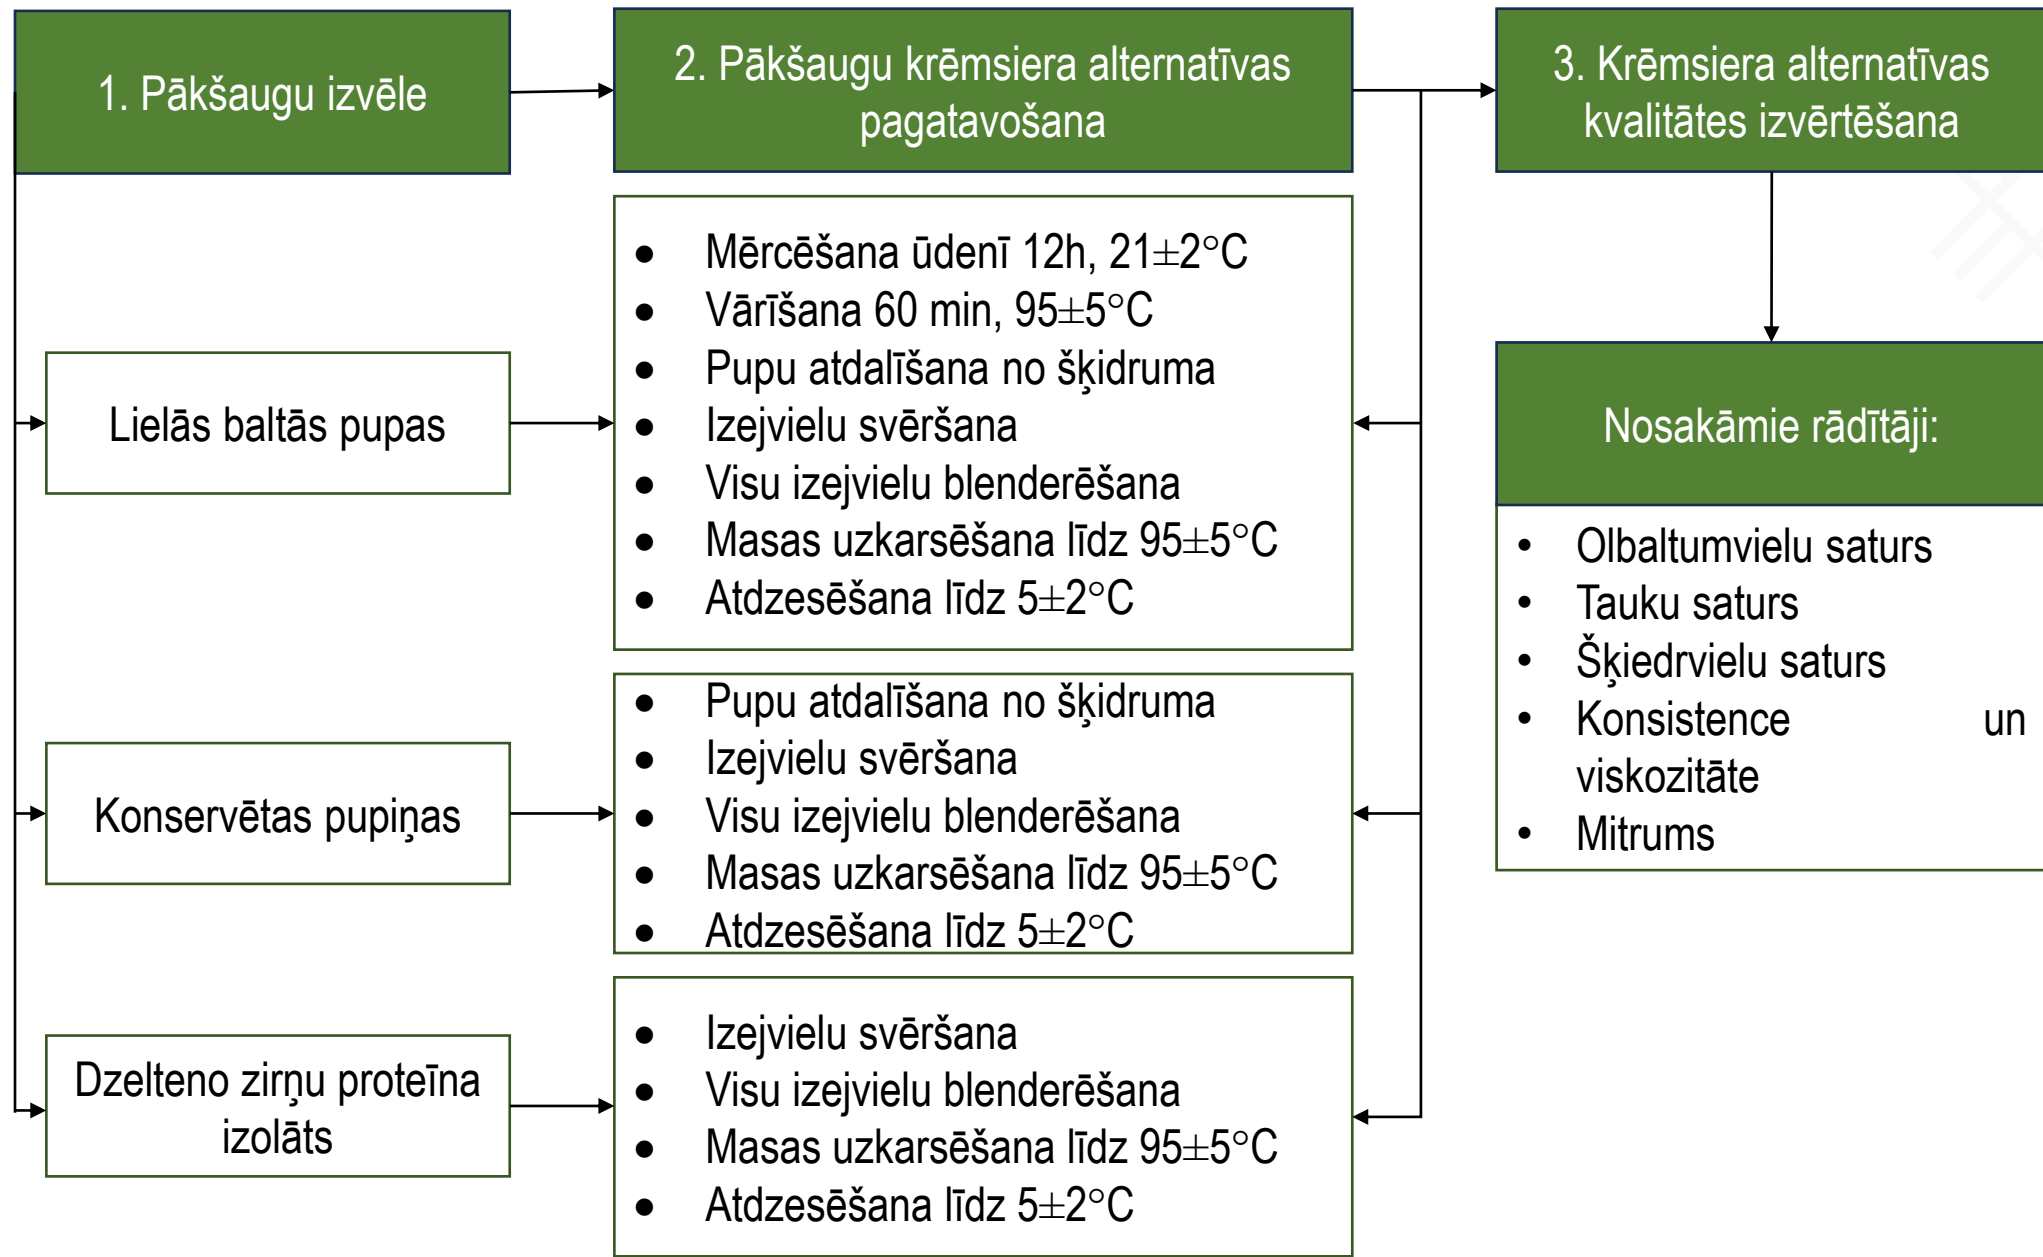 1. Pākšaugu izvēle
2. Pākšaugu krēmsiera alternatīvas
pagatavošana
3. Krēmsiera alternatīvas
kvalitātes izvērtēšana
Lielās baltās pupas
● Mērcēšana ūdenī 12h, 21±2°C
● Vārīšana 60 min, 95±5°C
● Pupu atdalīšana no šķidruma
● Izejvielu svēršana
● Visu izejvielu blenderēšana
● Masas uzkarsēšana līdz 95±5°C
● Atdzesēšana līdz 5±2°C
Konservētas pupiņas
● Pupu atdalīšana no šķidruma
● Izejvielu svēršana
● Visu izejvielu blenderēšana
● Masas uzkarsēšana līdz 95±5°C
● Atdzesēšana līdz 5±2°C
Dzelteno zirņu proteīna
izolāts
● Izejvielu svēršana
● Visu izejvielu blenderēšana
● Masas uzkarsēšana līdz 95±5°C
● Atdzesēšana līdz 5±2°C
Nosakāmie rādītāji:
• Olbaltumvielu saturs
• Tauku saturs
• Šķiedrvielu saturs
• Konsistence un
viskozitāte
• Mitrums